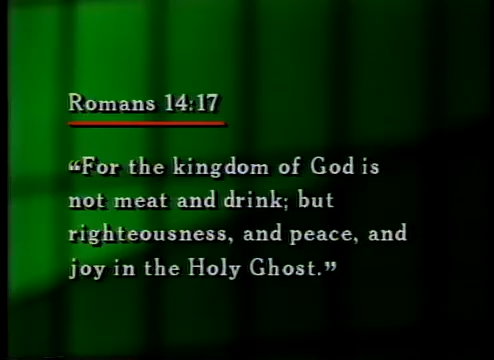 Romans 14:17
“For the kingdom of God is
not meat and drink; but
righteousness, and peace, and
joy in the Holy Ghost.”